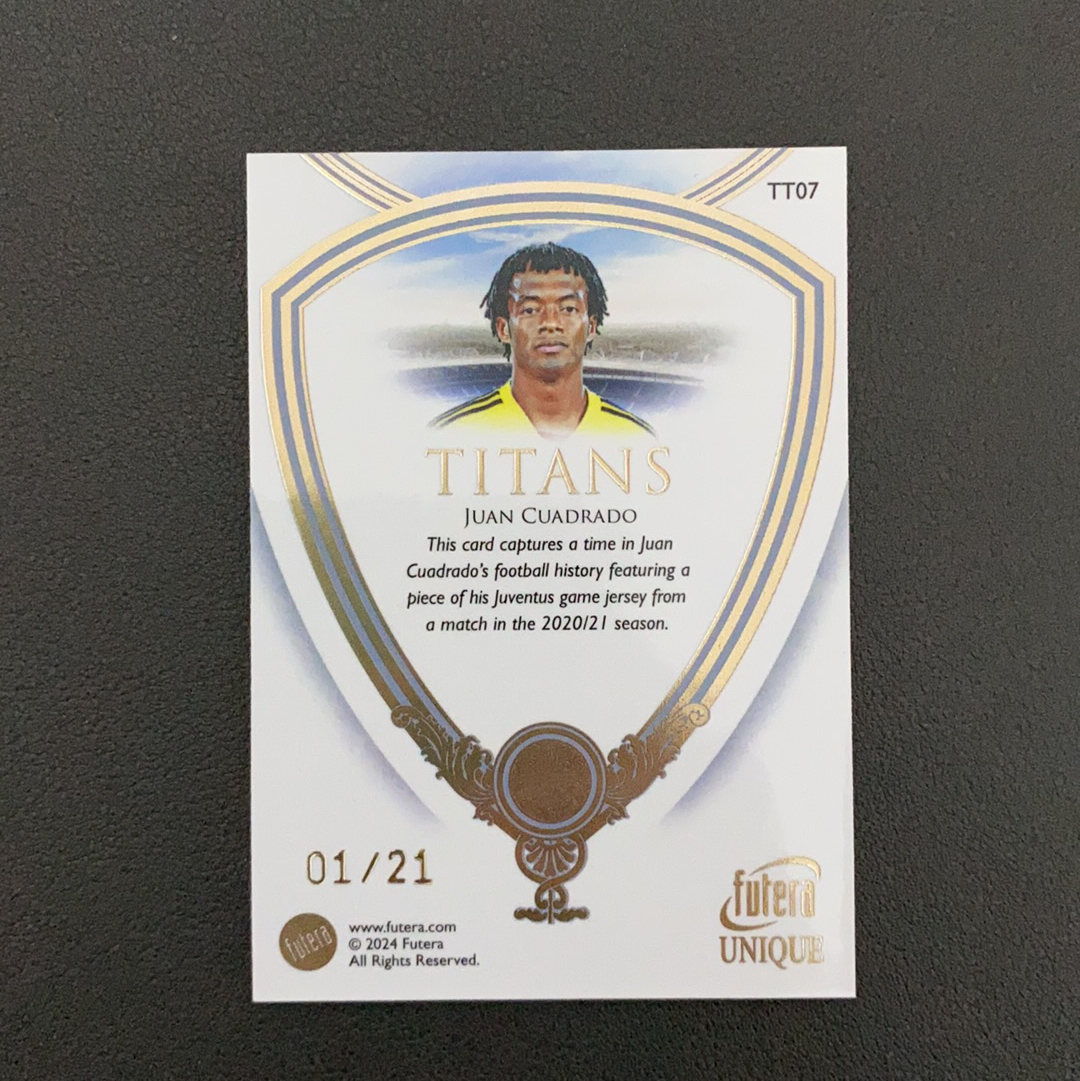 TT07
TITANS
JUAN CUADRADO
This card captures a time in Juan
Cuadrado's football history featuring a
piece of his Juventus game jersey from
a match in the 2020/21 season.
01/21
futera
www.futera.com
© 2024 Futera
All Rights Reserved.
futera
UNIQUE